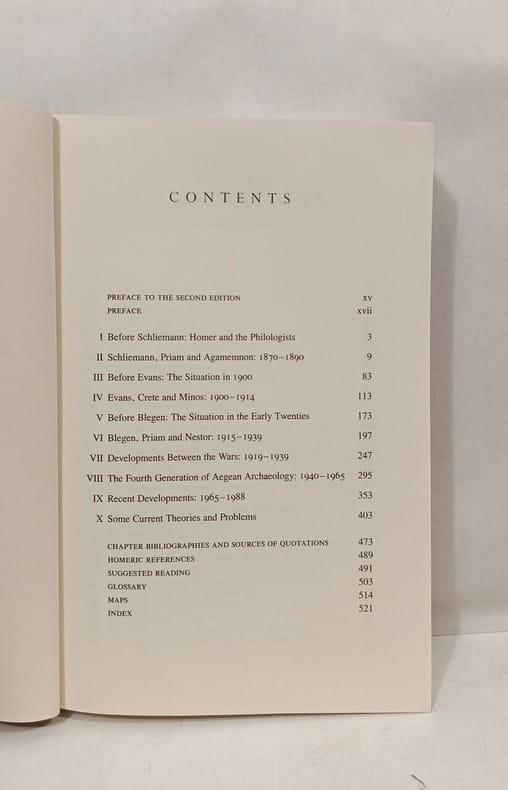 CONTENTS
PREFACE TO THE SECOND EDITION xv
PREFACE xvii
I Before Schliemann: Homer and the Philologists 3
II Schliemann, Priam and Agamemnon: 1870–1890 9
III Before Evans: The Situation in 1900 83
IV Evans, Crete and Minos: 1900–1914 113
V Before Blegen: The Situation in the Early Twenties 173
VI Blegen, Priam and Nestor: 1915–1939 197
VII Developments Between the Wars: 1919–1939 247
VIII The Fourth Generation of Aegean Archaeology: 1940–1965 295
IX Recent Developments: 1965–1988 353
X Some Current Theories and Problems 403
CHAPTER BIBLIOGRAPHIES AND SOURCES OF QUOTATIONS 473
HOMERIC REFERENCES 489
SUGGESTED READING 491
GLOSSARY 503
MAPS 514
INDEX 521